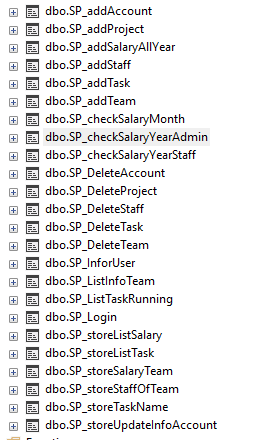 dbo.SP_addAccount
dbo.SP_addProject
dbo.SP_addSalaryAllYear
dbo.SP_addStaff
dbo.SP_addTask
dbo.SP_addTeam
dbo.SP_checkSalaryMonth
dbo.SP_checkSalaryYearAdmin
dbo.SP_checkSalaryYearStaff
dbo.SP_DeleteAccount
dbo.SP_DeleteProject
dbo.SP_DeleteStaff
dbo.SP_DeleteTask
dbo.SP_DeleteTeam
dbo.SP_InforUser
dbo.SP_ListInfoTeam
dbo.SP_ListTaskRunning
dbo.SP_Login
dbo.SP_storeListSalary
dbo.SP_storeListTask
dbo.SP_storeSalaryTeam
dbo.SP_storeStaffOfTeam
dbo.SP_storeTaskName
dbo.SP_storeUpdateInfoAccount